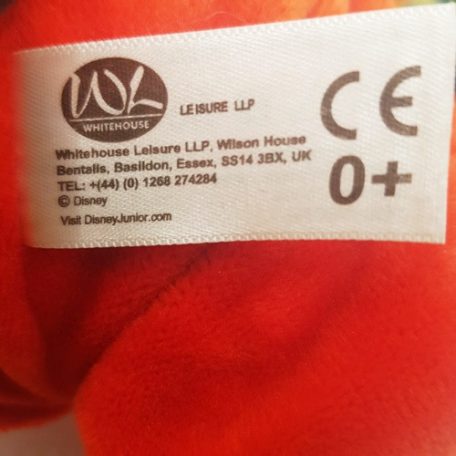 WL
WHITEHOUSE
LEISURE LLP
Whitehouse Leisure LLP, Wilson House
Bentalls, Basildon, Essex, SS14 3BX, UK
TEL: +(44) (0) 1268 274284
© Disney
Visit DisneyJunior.com
CE
0+